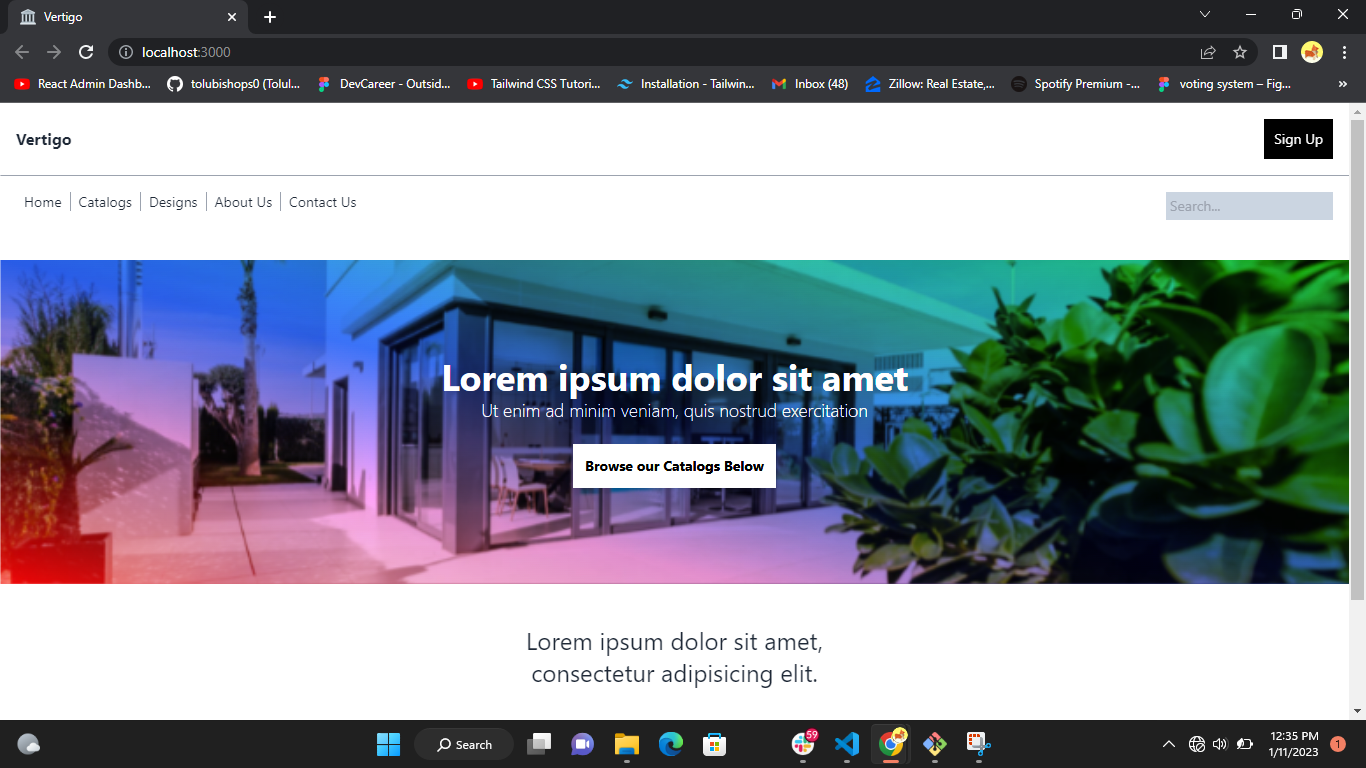 Vertigo
localhost:3000
React Admin Dashb...
tolubishops0 (Tolul...
DevCareer - Outsid...
Tailwind CSS Tutori...
Installation - Tailwin...
Inbox (48)
Zillow: Real Estate,...
Spotify Premium -...
voting system – Fig...
»
Vertigo
Sign Up
Home
Catalogs
Designs
About Us
Contact Us
Search...
Lorem ipsum dolor sit amet
Ut enim ad minim veniam, quis nostrud exercitation
Browse our Catalogs Below
Lorem ipsum dolor sit amet,
consectetur adipisicing elit.
Search
59
12:35 PM
1/11/2023
1